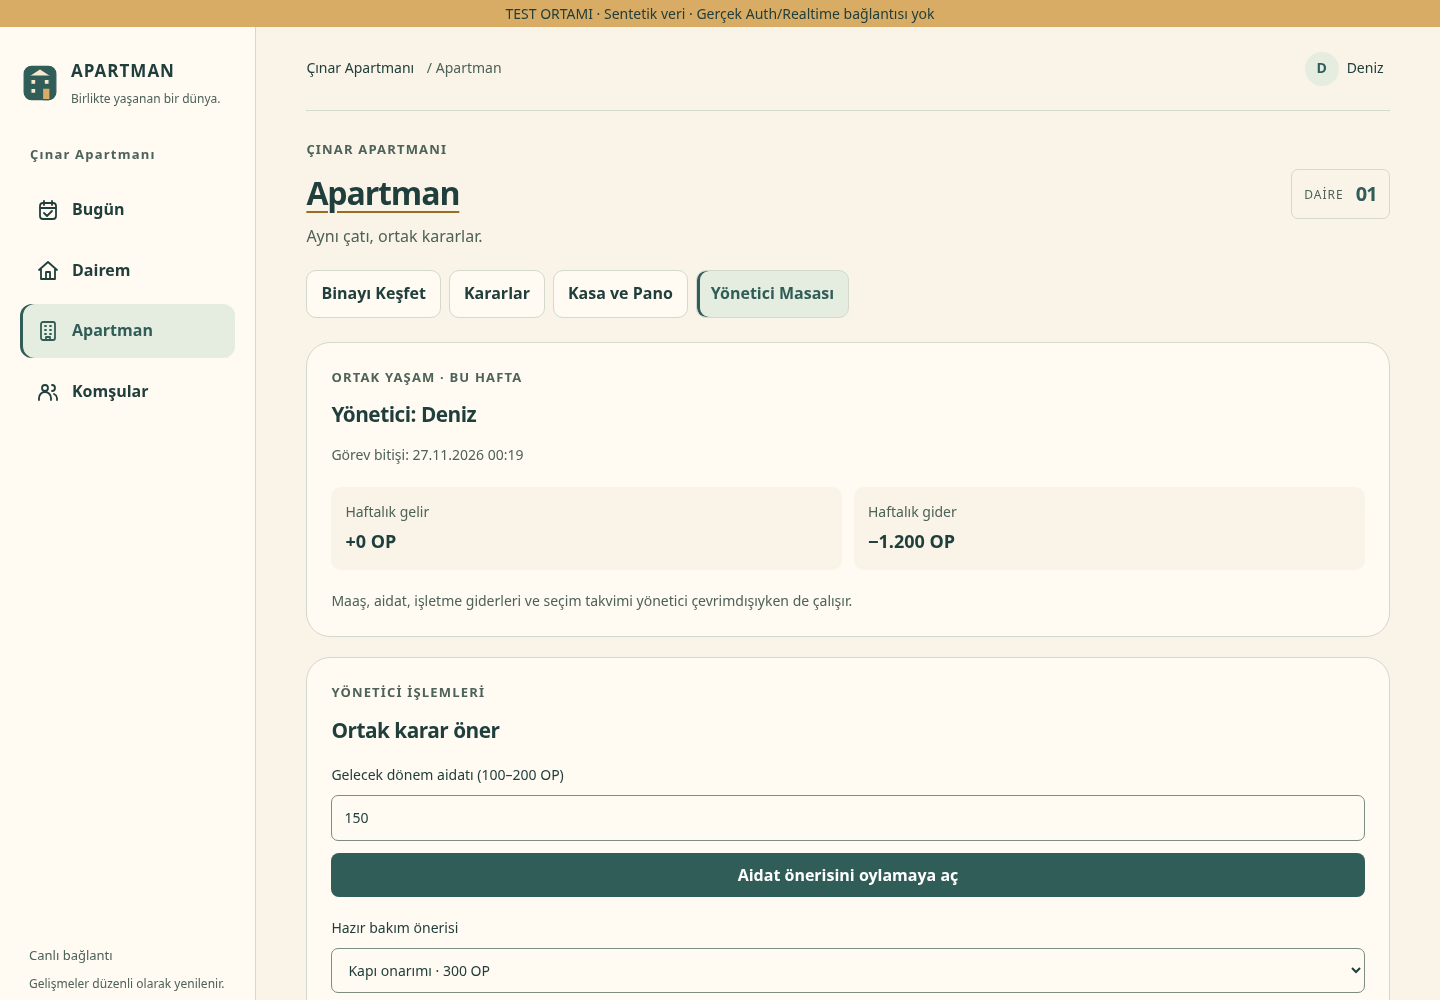 TEST ORTAMI · Sentetik veri · Gerçek Auth/Realtime bağlantısı yok
APARTMAN
Birlikte yaşanan bir dünya.
Çınar Apartmanı
Bugün
Dairem
Apartman
Komşular
Canlı bağlantı
Gelişmeler düzenli olarak yenilenir.
Çınar Apartmanı / Apartman
D Deniz
ÇINAR APARTMANI
Apartman
Aynı çatı, ortak kararlar.
DAİRE 01
Binayı Keşfet
Kararlar
Kasa ve Pano
Yönetici Masası
ORTAK YAŞAM · BU HAFTA
Yönetici: Deniz
Görev bitişi: 27.11.2026 00:19
Haftalık gelir
+0 OP
Haftalık gider
−1.200 OP
Maaş, aidat, işletme giderleri ve seçim takvimi yönetici çevrimdışıyken de çalışır.
YÖNETİCİ İŞLEMLERİ
Ortak karar öner
Gelecek dönem aidatı (100–200 OP)
150
Aidat önerisini oylamaya aç
Hazır bakım önerisi
Kapı onarımı · 300 OP